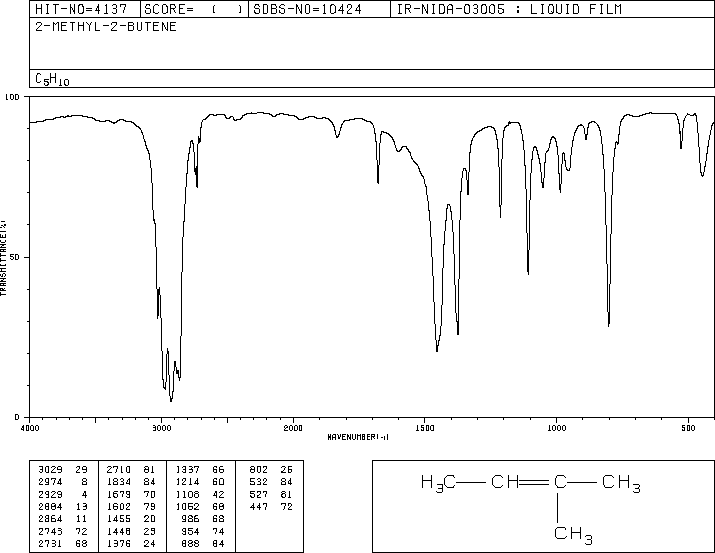 HIT-NO=4137 SCORE= ( ) SDBS-NO=10424 IR-NIDA-03005 : LIQUID FILM
2-METHYL-2-BUTENE
C5H10
100
50
0
TRANSMITTANCE(%)
4000 3000 2000 1500 1000 500
WAVENUMBER(-1)
3029 29 2710 81 1337 66 802 26
2974 8 1834 84 1214 60 532 84
2929 4 1679 70 1108 42 527 81
2884 13 1602 79 1052 68 447 72
2864 11 1455 20 986 68
2743 72 1448 23 954 74
2731 68 1376 24 888 84
H3C CH C CH3
CH3